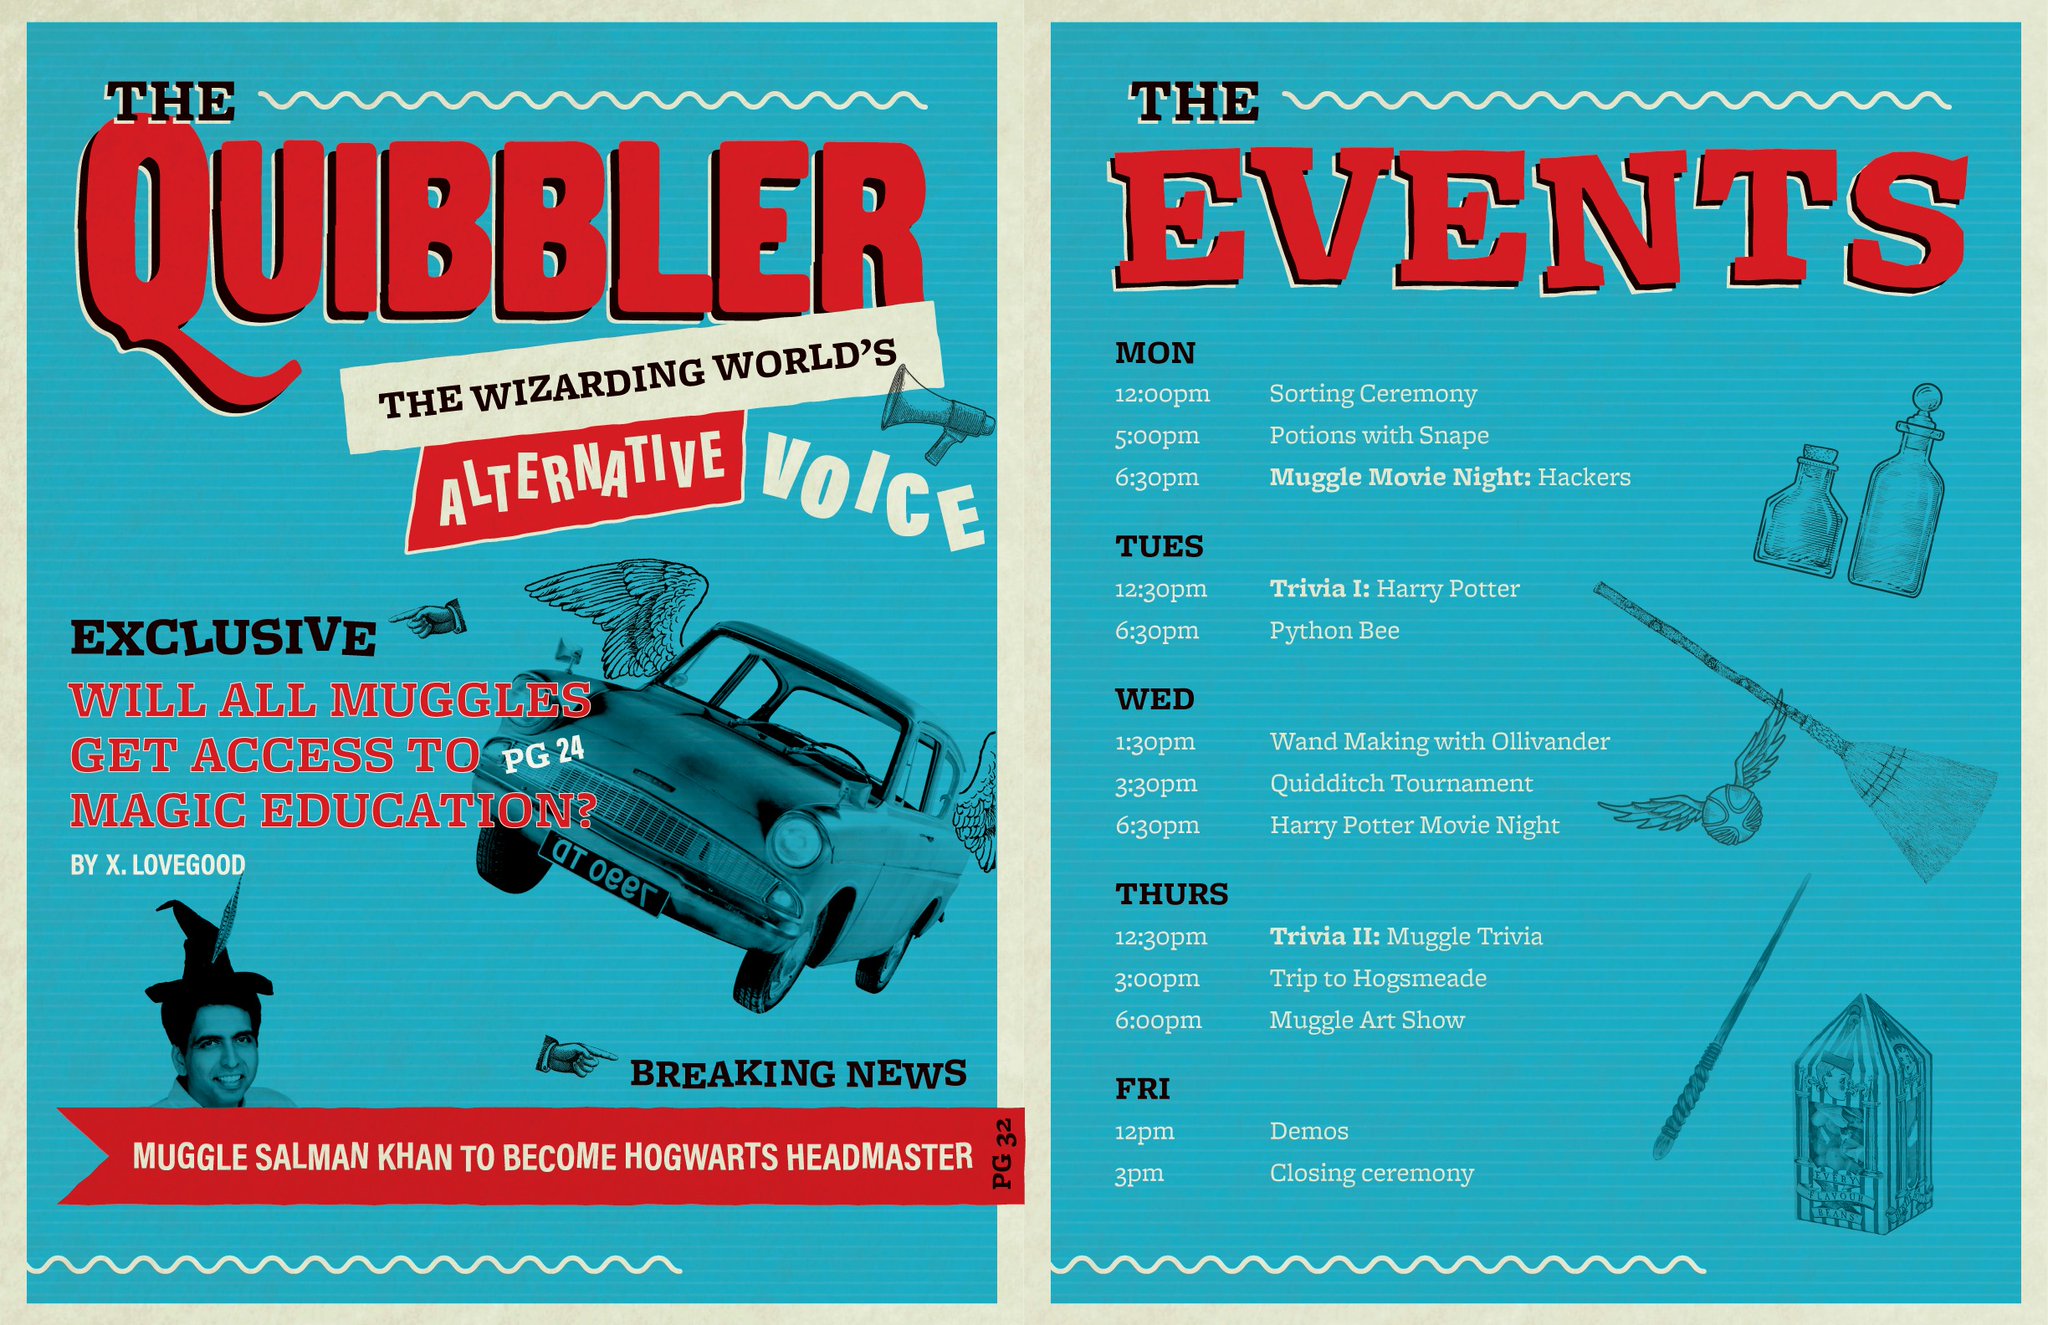 THE
QUIBBLER
THE WIZARDING WORLD'S
ALTERNATIVE VOICE
EXCLUSIVE
WILL ALL MUGGLES
GET ACCESS TO PG 24
MAGIC EDUCATION?
BY X. LOVEGOOD
7990 TD
BREAKING NEWS
MUGGLE SALMAN KHAN TO BECOME HOGWARTS HEADMASTER PG 32
THE
EVENTS
MON
12:00pm Sorting Ceremony
5:00pm Potions with Snape
6:30pm Muggle Movie Night: Hackers
TUES
12:30pm Trivia I: Harry Potter
6:30pm Python Bee
WED
1:30pm Wand Making with Ollivander
3:30pm Quidditch Tournament
6:30pm Harry Potter Movie Night
THURS
12:30pm Trivia II: Muggle Trivia
3:00pm Trip to Hogsmeade
6:00pm Muggle Art Show
FRI
12pm Demos
3pm Closing ceremony
EVERY
FLAVOUR
BEANS